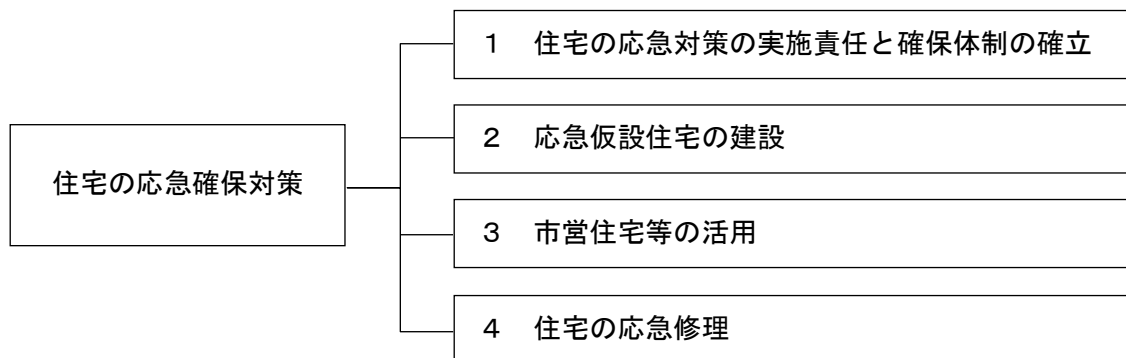 住宅の応急確保対策
１　住宅の応急対策の実施責任と確保体制の確立
２　応急仮設住宅の建設
３　市営住宅等の活用
４　住宅の応急修理